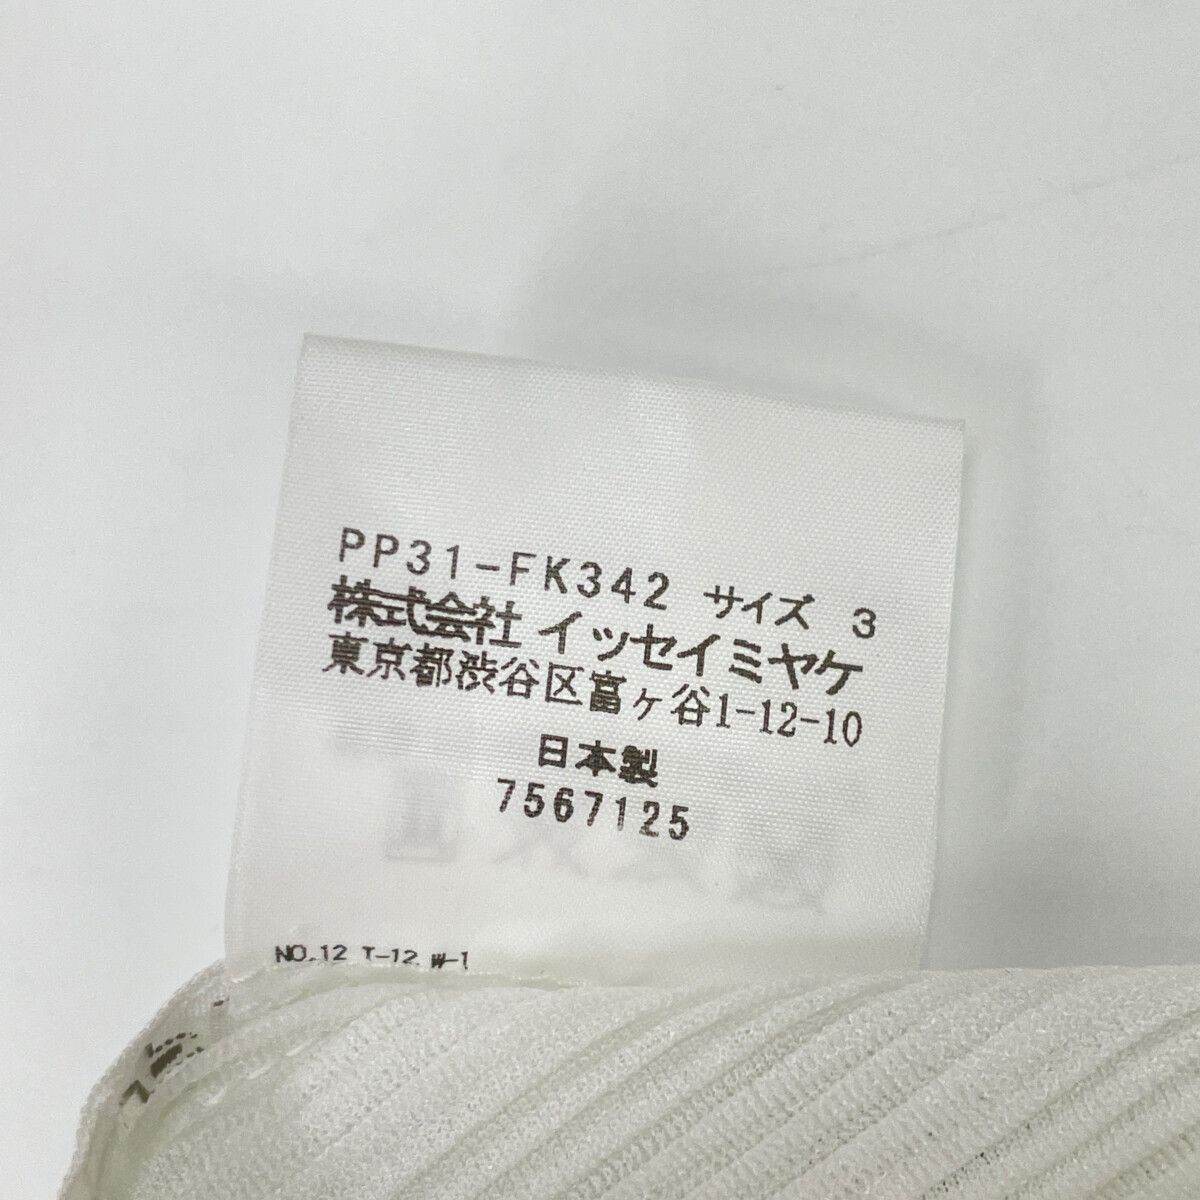 PP31-FK342 サイズ 3
株式会社 イッセイミヤケ
東京都渋谷区富ヶ谷1-12-10
日本製
7567125
NO.12 T-12 W-1